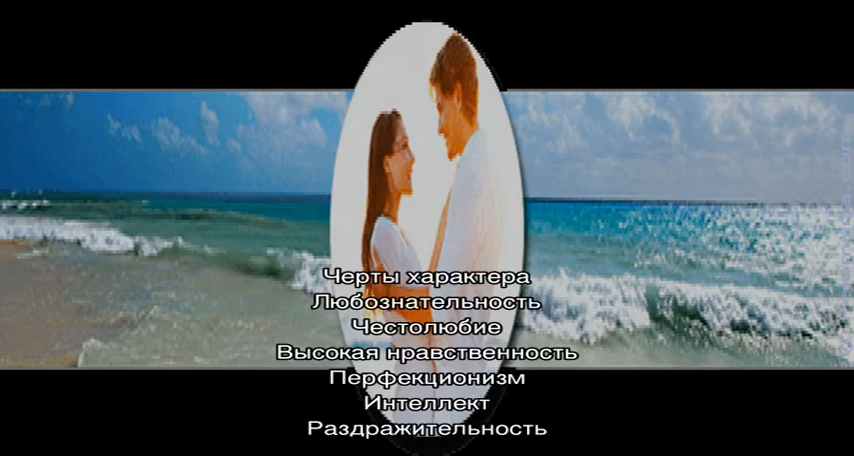 Черты характера
Любознательность
Честолюбие
Высокая нравственность
Перфекционизм
Интеллект
Раздражительность